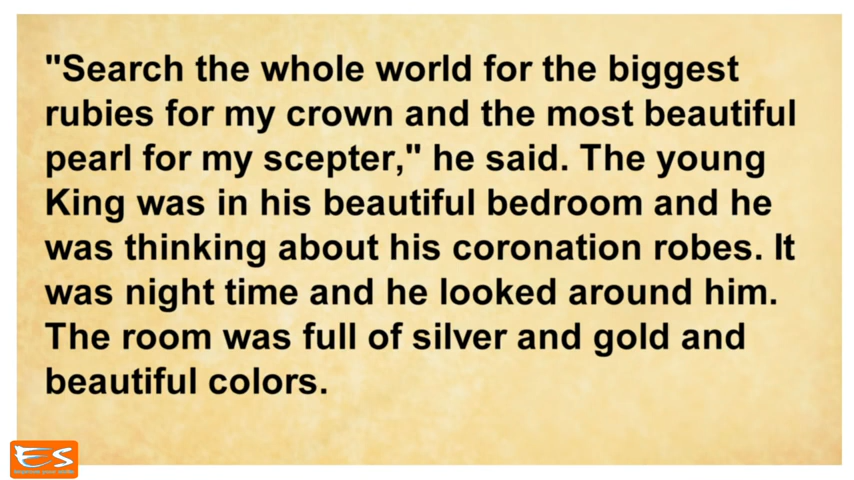 "Search the whole world for the biggest
rubies for my crown and the most beautiful
pearl for my scepter," he said. The young
King was in his beautiful bedroom and he
was thinking about his coronation robes. It
was night time and he looked around him.
The room was full of silver and gold and
beautiful colors.
ES